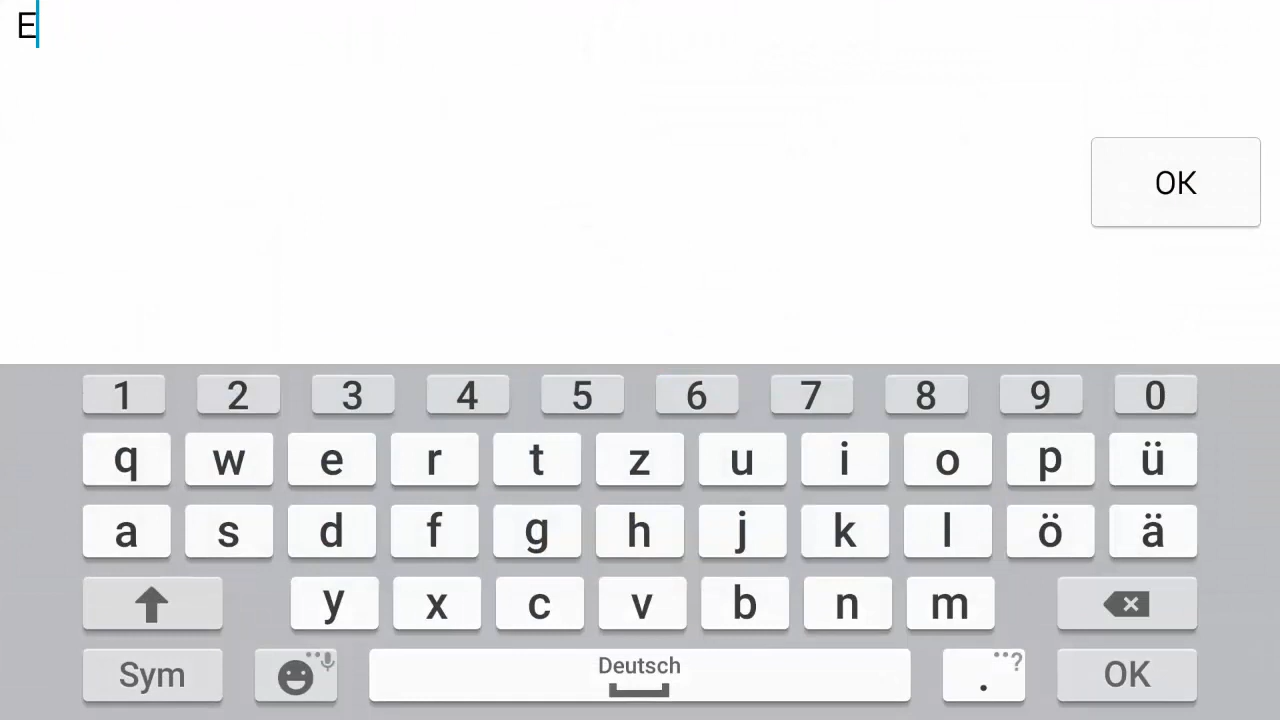 E
OK
1 2 3 4 5 6 7 8 9 0
q w e r t z u i o p ü
a s d f g h j k l ö ä
y x c v b n m
Sym Deutsch . ? OK